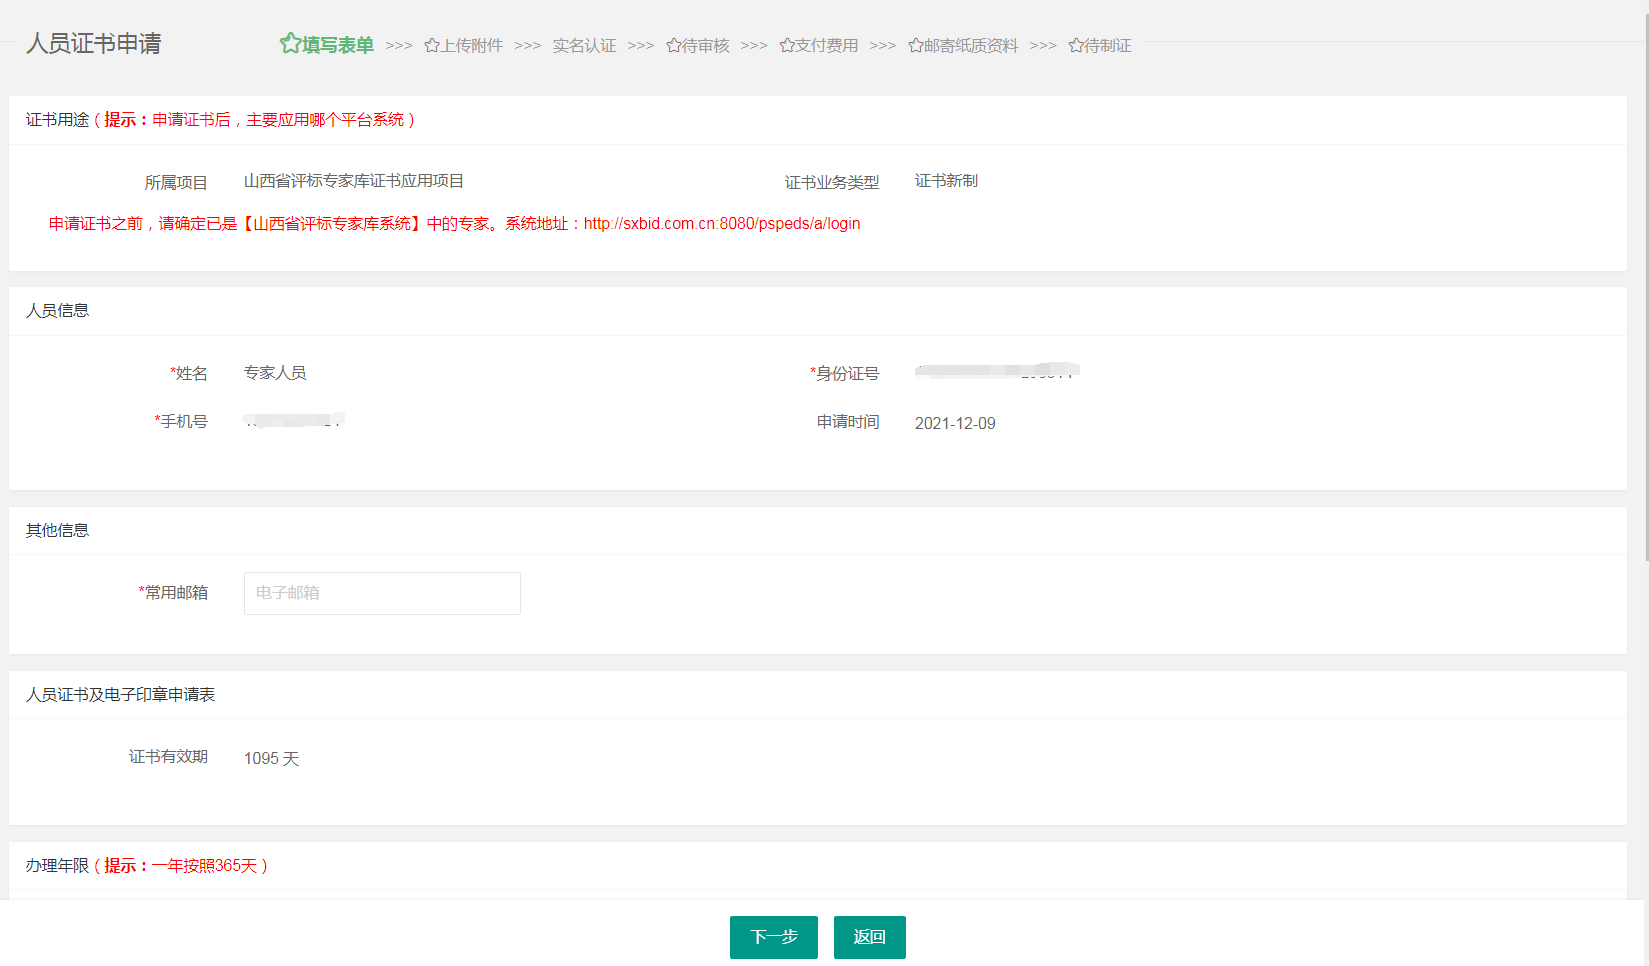 人员证书申请
填写表单 >>> 上传附件 >>> 实名认证 >>> 待审核 >>> 支付费用 >>> 邮寄纸质资料 >>> 待制证
证书用途（提示：申请证书后，主要应用哪个平台系统）
所属项目 山西省评标专家库证书应用项目 证书业务类型 证书新制
申请证书之前，请确定已是【山西省评标专家库系统】中的专家。系统地址：http://sxbid.com.cn:8080/pspeds/a/login
人员信息
*姓名 专家人员 *身份证号
*手机号 申请时间 2021-12-09
其他信息
*常用邮箱 电子邮箱
人员证书及电子印章申请表
证书有效期 1095 天
办理年限（提示：一年按照365天）
下一步 返回